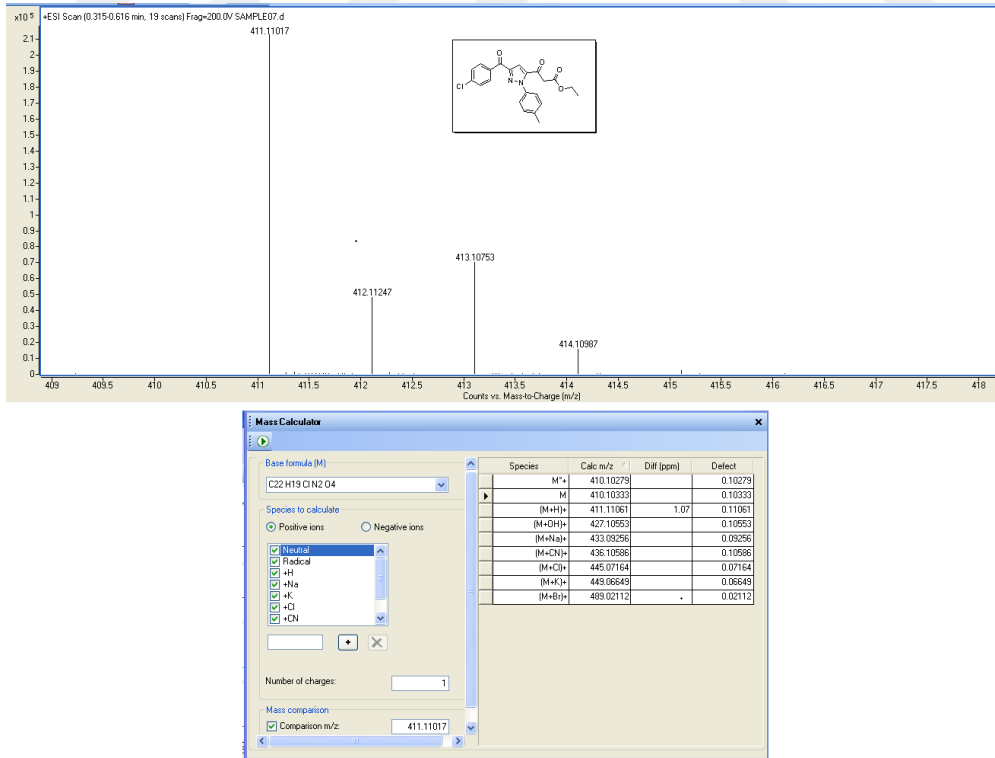 x10 5 +ESI Scan (0.315-0.616 min, 19 scans) Frag=200.0V SAMPLE07.d
411.11017
2.1
2
1.9
1.8
1.7
1.6
1.5
1.4
1.3
1.2
1.1
1
0.9
0.8
0.7
0.6
0.5
0.4
0.3
0.2
0.1
0
O
O
O
N
N
O
Cl
413.10753
412.11247
414.10987
409 409.5 410 410.5 411 411.5 412 412.5 413 413.5 414 414.5 415 415.5 416 416.5 417 417.5 418
Counts vs. Mass-to-Charge (m/z)
Mass Calculator
Base formula (M)
C22 H19 Cl N2 O4
Species to calculate
Positive ions Negative ions
Neutral
Radical
+H
+Na
+K
+Cl
+CN
Number of charges: 1
Mass comparison
Comparison m/z: 411.11017
Species Calc m/z Diff (ppm) Defect
M*+ 410.10279 0.10279
M 410.10333 0.10333
(M+H)+ 411.11061 1.07 0.11061
(M+OH)+ 427.10553 0.10553
(M+Na)+ 433.09256 0.09256
(M+CN)+ 436.10586 0.10586
(M+Cl)+ 445.07164 0.07164
(M+K)+ 449.06649 0.06649
(M+Br)+ 489.02112 0.02112